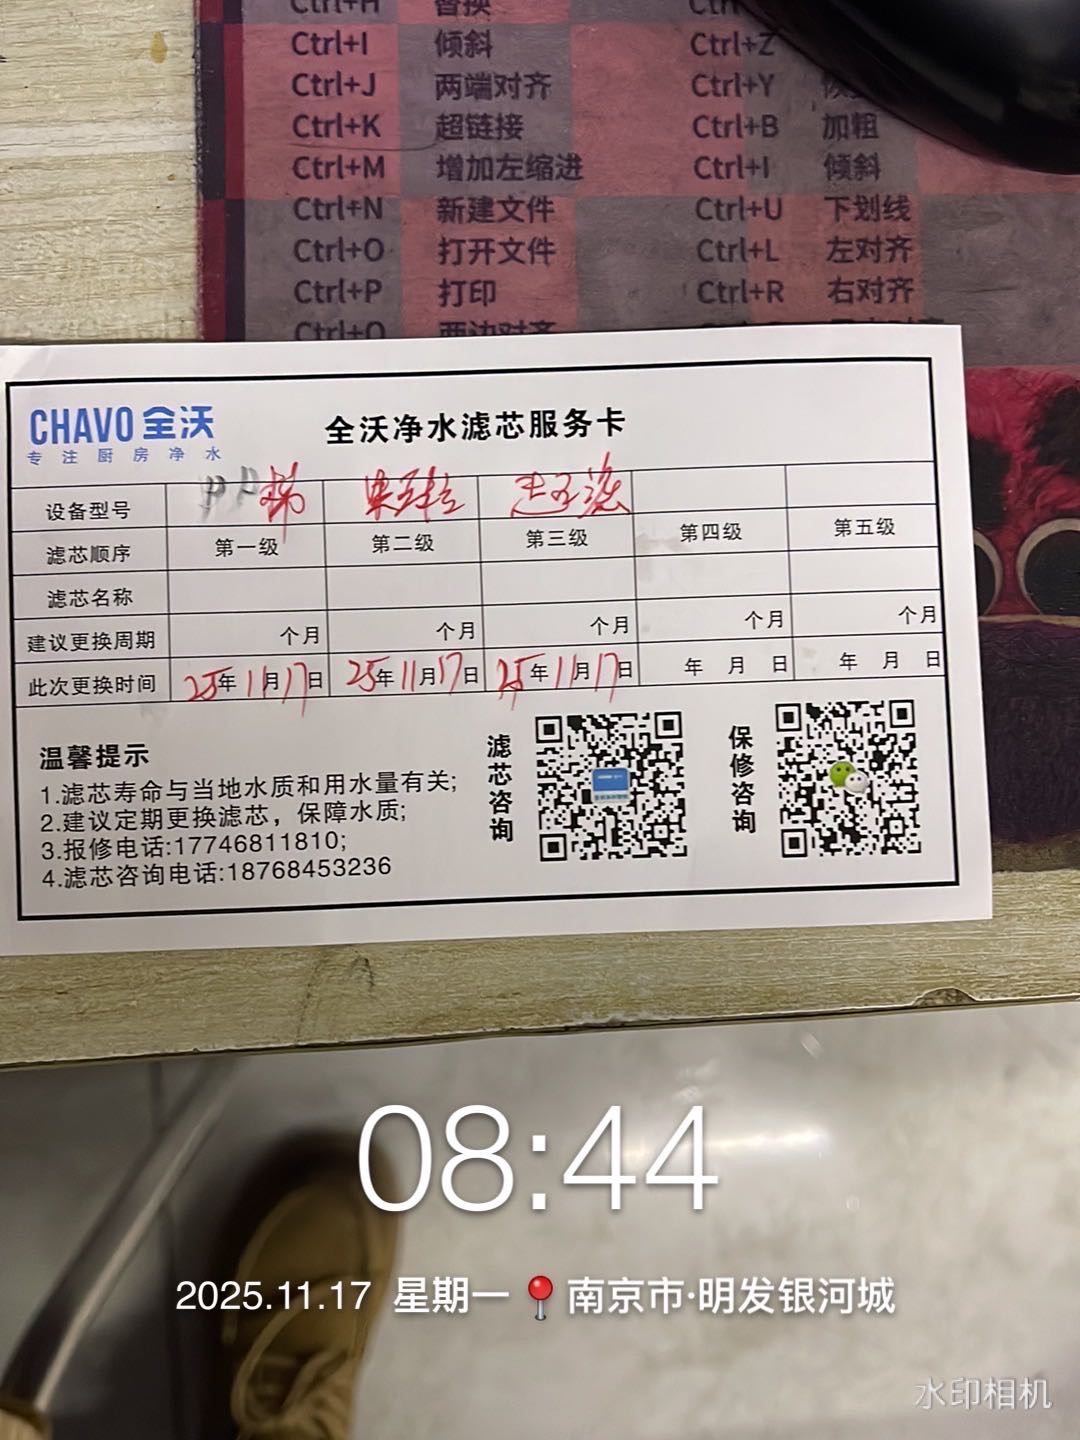 Ctrl+H 替换 Ctrl
Ctrl+I 倾斜 Ctrl+Z
Ctrl+J 两端对齐 Ctrl+Y
Ctrl+K 超链接 Ctrl+B 加粗
Ctrl+M 增加左缩进 Ctrl+I 倾斜
Ctrl+N 新建文件 Ctrl+U 下划线
Ctrl+O 打开文件 Ctrl+L 左对齐
Ctrl+P 打印 Ctrl+R 右对齐
Ctrl+Q 两边对齐
CHAVO 全沃
专注厨房净水
全沃净水滤芯服务卡
设备型号 PP棉
滤芯顺序 第一级 第二级 第三级 第四级 第五级
滤芯名称
建议更换周期 个月 个月 个月 个月 个月
此次更换时间 25年11月17日 25年11月17日 25年11月17日 年 月 日 年 月 日
温馨提示
1.滤芯寿命与当地水质和用水量有关;
2.建议定期更换滤芯，保障水质;
3.报修电话:17746811810;
4.滤芯咨询电话:18768453236
滤芯咨询
保修咨询
08:44
2025.11.17 星期一 南京市·明发银河城
水印相机